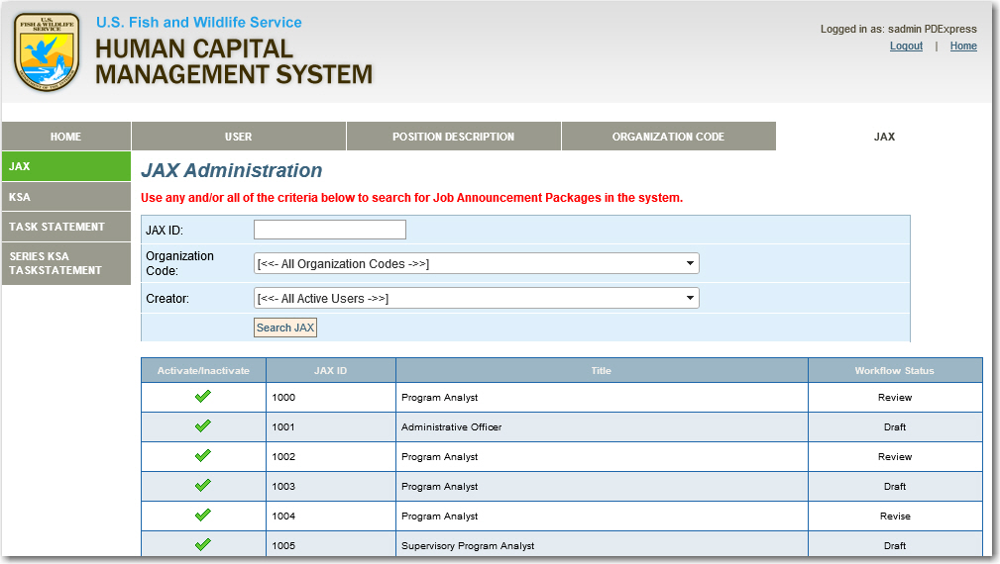 U.S.
FISH & WILDLIFE
SERVICE
U.S. Fish and Wildlife Service
HUMAN CAPITAL
MANAGEMENT SYSTEM
Logged in as: sadmin PDExpress
Logout | Home
HOME USER POSITION DESCRIPTION ORGANIZATION CODE JAX
JAX
KSA
TASK STATEMENT
SERIES KSA
TASKSTATEMENT
JAX Administration
Use any and/or all of the criteria below to search for Job Announcement Packages in the system.
JAX ID:
Organization
Code:
[<<- All Organization Codes ->>]
Creator:
[<<- All Active Users ->>]
Search JAX
Activate/Inactivate JAX ID Title Workflow Status
1000 Program Analyst Review
1001 Administrative Officer Draft
1002 Program Analyst Review
1003 Program Analyst Draft
1004 Program Analyst Revise
1005 Supervisory Program Analyst Draft